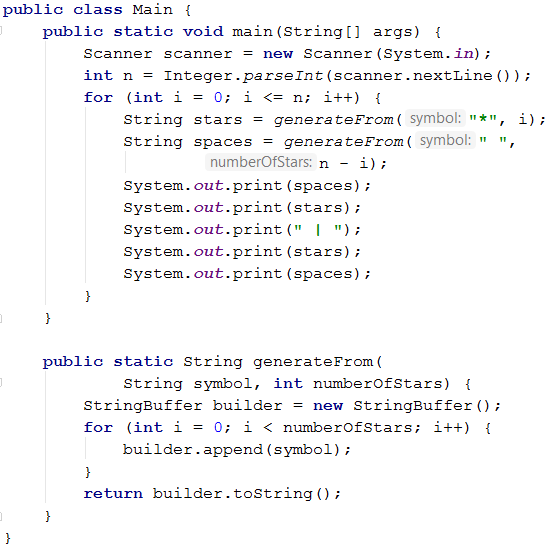 public class Main {
    public static void main(String[] args) {
        Scanner scanner = new Scanner(System.in);
        int n = Integer.parseInt(scanner.nextLine());
        for (int i = 0; i <= n; i++) {
            String stars = generateFrom( symbol: "*", i);
            String spaces = generateFrom( symbol: " ",
                    numberOfStars: n - i);
            System.out.print(spaces);
            System.out.print(stars);
            System.out.print(" | ");
            System.out.print(stars);
            System.out.print(spaces);
        }
    }

    public static String generateFrom(
            String symbol, int numberOfStars) {
        StringBuffer builder = new StringBuffer();
        for (int i = 0; i < numberOfStars; i++) {
            builder.append(symbol);
        }
        return builder.toString();
    }
}